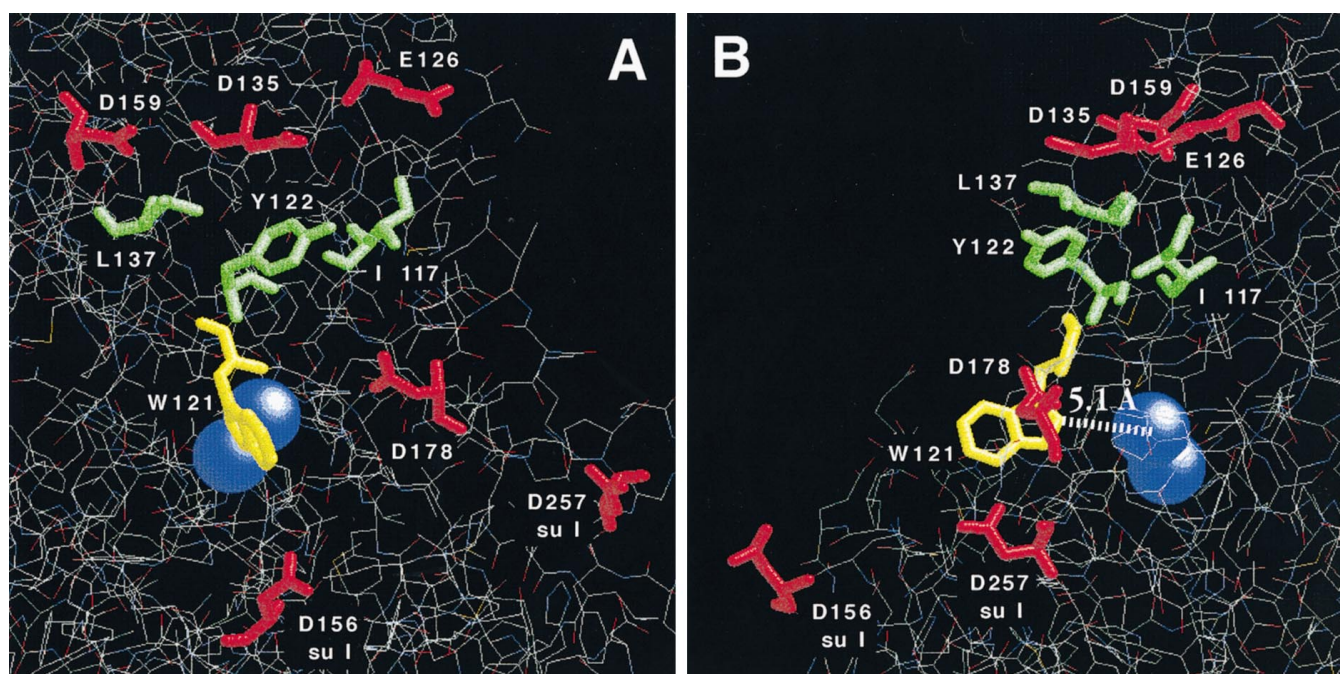 A
E126
D135
D159
Y122
L137
I 117
W121
D178
D257
su I
D156
su I
B
D159
D135
E126
L137
Y122
I 117
D178
5.1 Å
W121
D257
su I
D156
su I